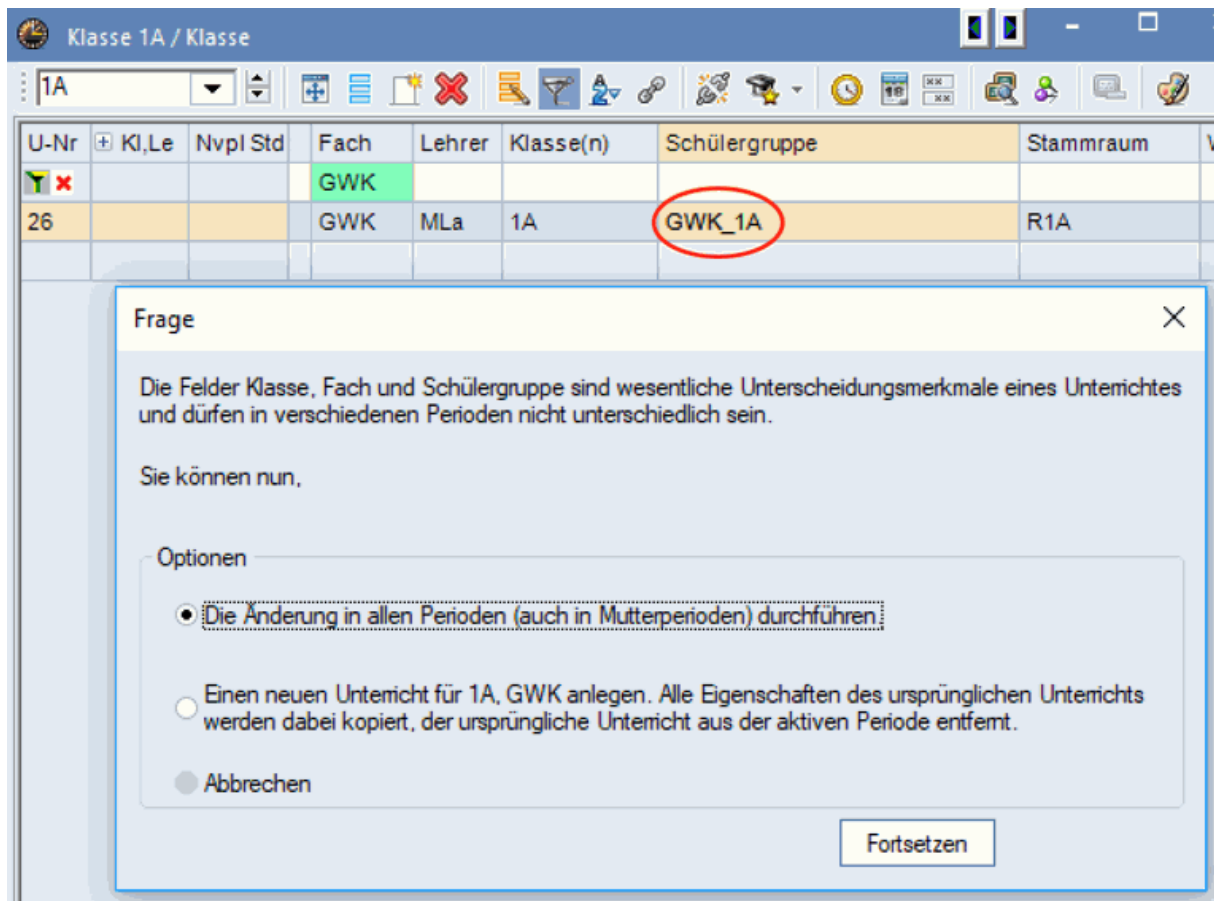 Klasse 1A / Klasse
1A
U-Nr Kl,Le Nvpl Std Fach Lehrer Klasse(n) Schülergruppe Stammraum
GWK
26 GWK MLa 1A GWK_1A R1A
Frage
Die Felder Klasse, Fach und Schülergruppe sind wesentliche Unterscheidungsmerkmale eines Unterrichtes
und dürfen in verschiedenen Perioden nicht unterschiedlich sein.
Sie können nun,
Optionen
Die Änderung in allen Perioden (auch in Mutterperioden) durchführen.
Einen neuen Unterricht für 1A, GWK anlegen. Alle Eigenschaften des ursprünglichen Unterrichts
werden dabei kopiert, der ursprüngliche Unterricht aus der aktiven Periode entfernt.
Abbrechen
Fortsetzen